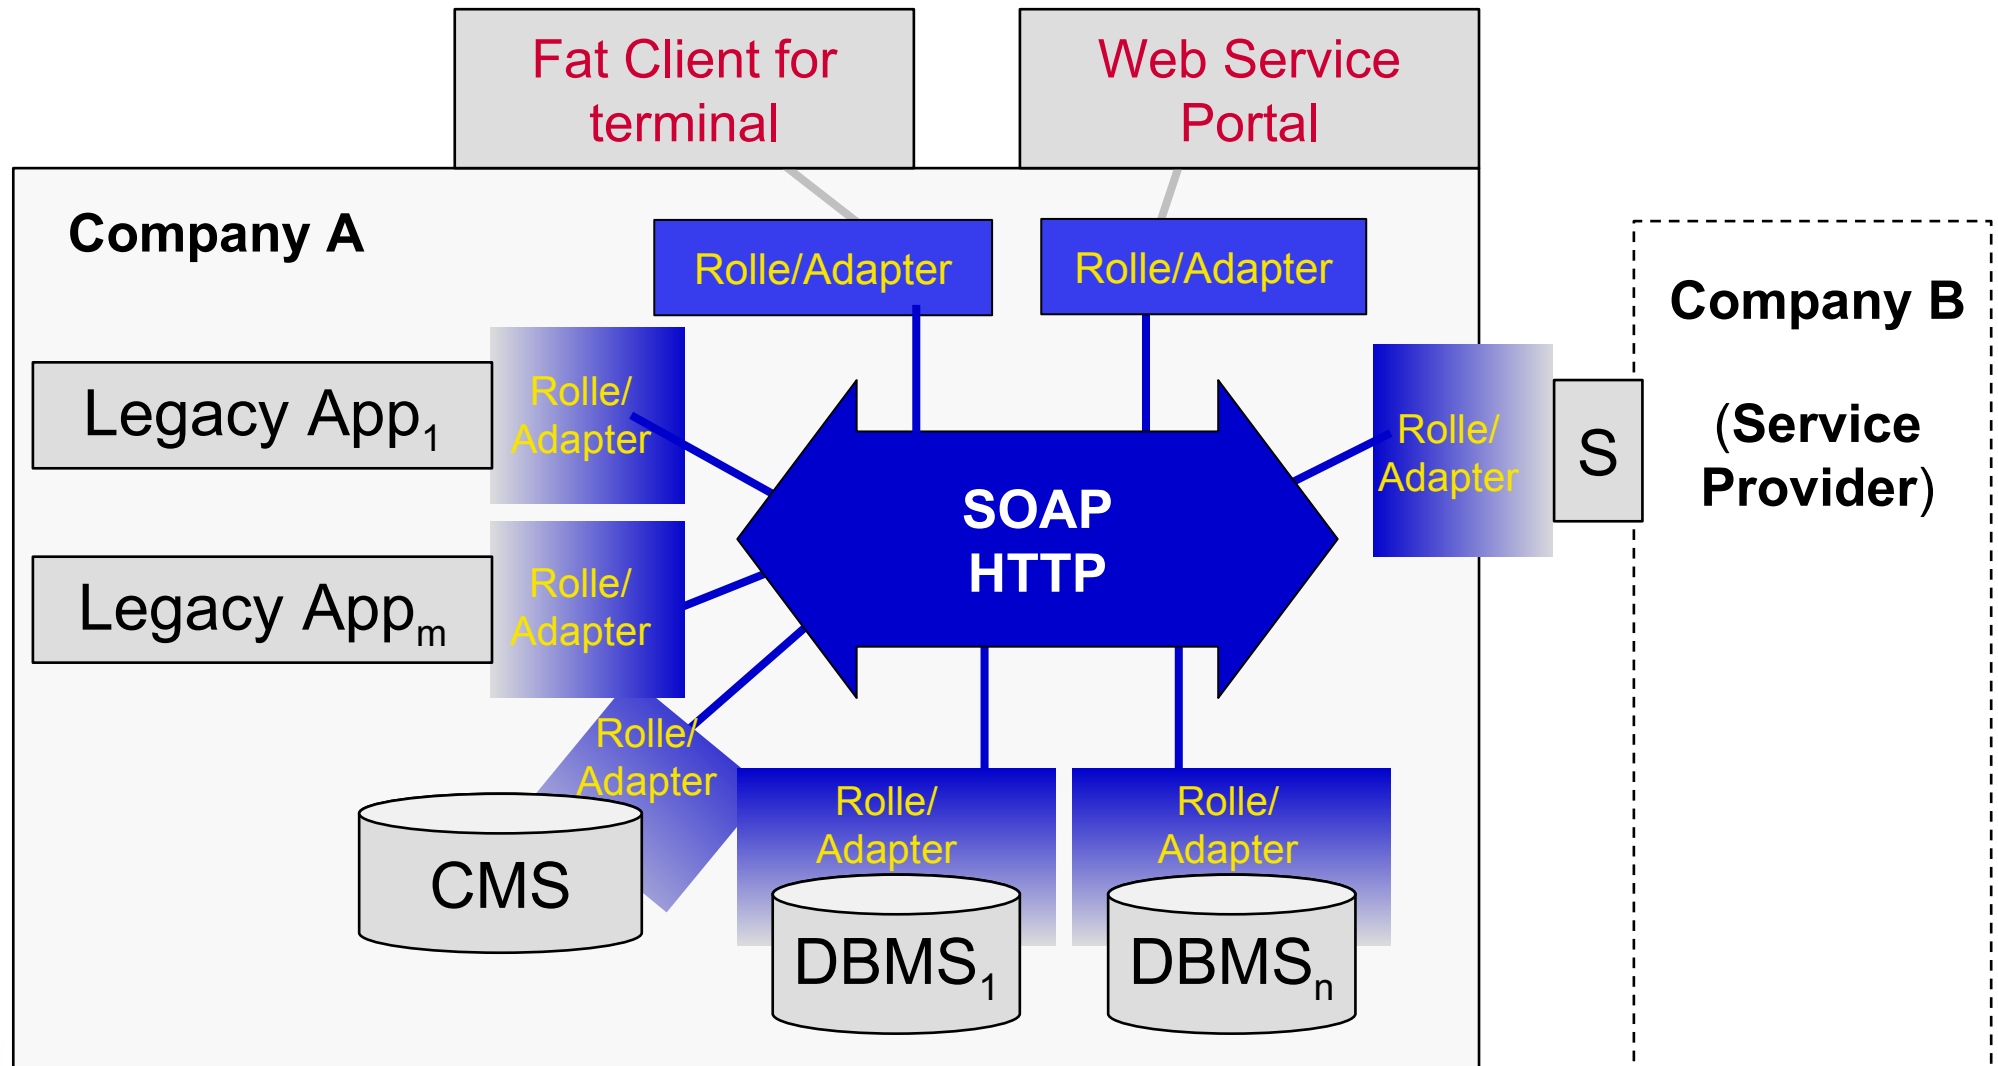 Fat Client for
terminal
Web Service
Portal
Company A
Rolle/Adapter
Rolle/Adapter
Company B
(Service
Provider)
Legacy App1
Rolle/
Adapter
Rolle/
Adapter
S
SOAP
HTTP
Legacy Appm
Rolle/
Adapter
Rolle/
Adapter
CMS
Rolle/
Adapter
DBMS1
Rolle/
Adapter
DBMSn